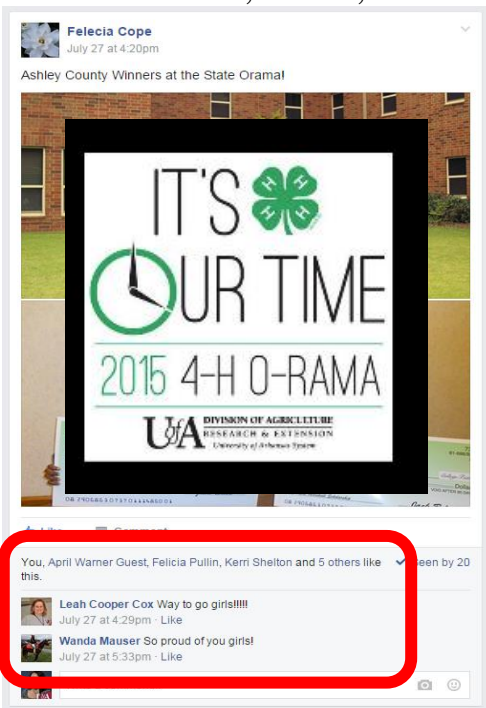 Felecia Cope
July 27 at 4:20pm
Ashley County Winners at the State Orama!
IT'S
OUR TIME
2015 4-H O-RAMA
UofA DIVISION OF AGRICULTURE
RESEARCH & EXTENSION
University of Arkansas System
Like Comment
You, April Warner Guest, Felicia Pullin, Kerri Shelton and 5 others like
this.
seen by 20
Leah Cooper Cox Way to go girls!!!!!
July 27 at 4:29pm · Like
Wanda Mauser So proud of you girls!
July 27 at 5:33pm · Like